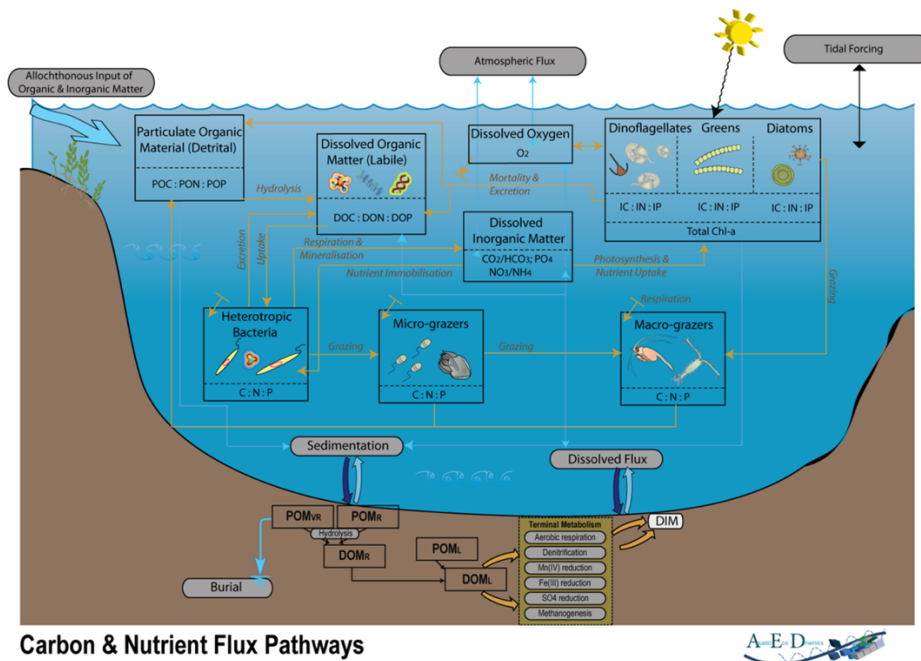 Allochthonous Input of
Organic & Inorganic Matter
Atmospheric Flux
Tidal Forcing
Particulate Organic
Material (Detrital)
POC : PON : POP
Hydrolysis
Dissolved Organic
Matter (Labile)
DOC : DON : DOP
Dissolved Oxygen
O2
Mortality &
Excretion
Dinoflagellates
Greens
Diatoms
IC : IN : IP
IC : IN : IP
IC : IN : IP
Total Chl-a
Dissolved
Inorganic Matter
CO2/HCO3; PO4
NO3/NH4
Excretion
Uptake
Respiration &
Mineralisation
Nutrient Immobilisation
Photosynthesis &
Nutrient Uptake
Grazing
Heterotropic
Bacteria
C : N : P
Grazing
Micro-grazers
C : N : P
Grazing
Respiration
Macro-grazers
C : N : P
Sedimentation
Dissolved Flux
POMVR
POMR
Hydrolysis
DOMR
POML
DOML
Burial
Terminal Metabolism
Aerobic respiration
Denitrification
Mn(IV) reduction
Fe(III) reduction
SO4 reduction
Methanogenesis
DIM
Carbon & Nutrient Flux Pathways
Aquatic Eco Dynamics